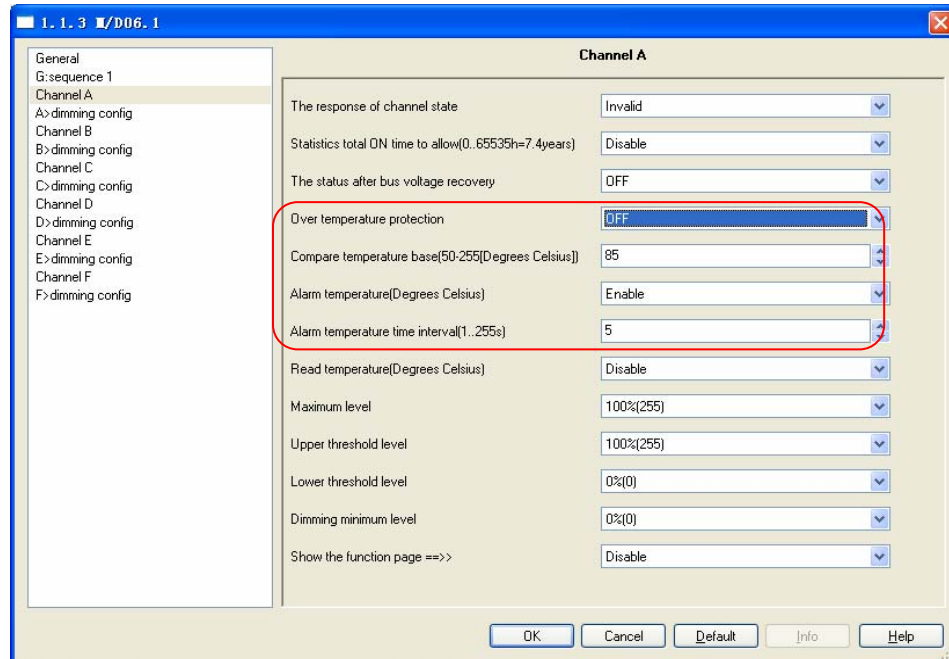 1.1.3 M/D06.1
General
G:sequence 1
Channel A
A>dimming config
Channel B
B>dimming config
Channel C
C>dimming config
Channel D
D>dimming config
Channel E
E>dimming config
Channel F
F>dimming config
Channel A
The response of channel state Invalid
Statistics total ON time to allow(0..65535h=7.4years) Disable
The status after bus voltage recovery OFF
Over temperature protection OFF
Compare temperature base(50-255[Degrees Celsius]) 85
Alarm temperature(Degrees Celsius) Enable
Alarm temperature time interval(1..255s) 5
Read temperature(Degrees Celsius) Disable
Maximum level 100%(255)
Upper threshold level 100%(255)
Lower threshold level 0%(0)
Dimming minimum level 0%(0)
Show the function page ==>> Disable
OK Cancel Default Info Help